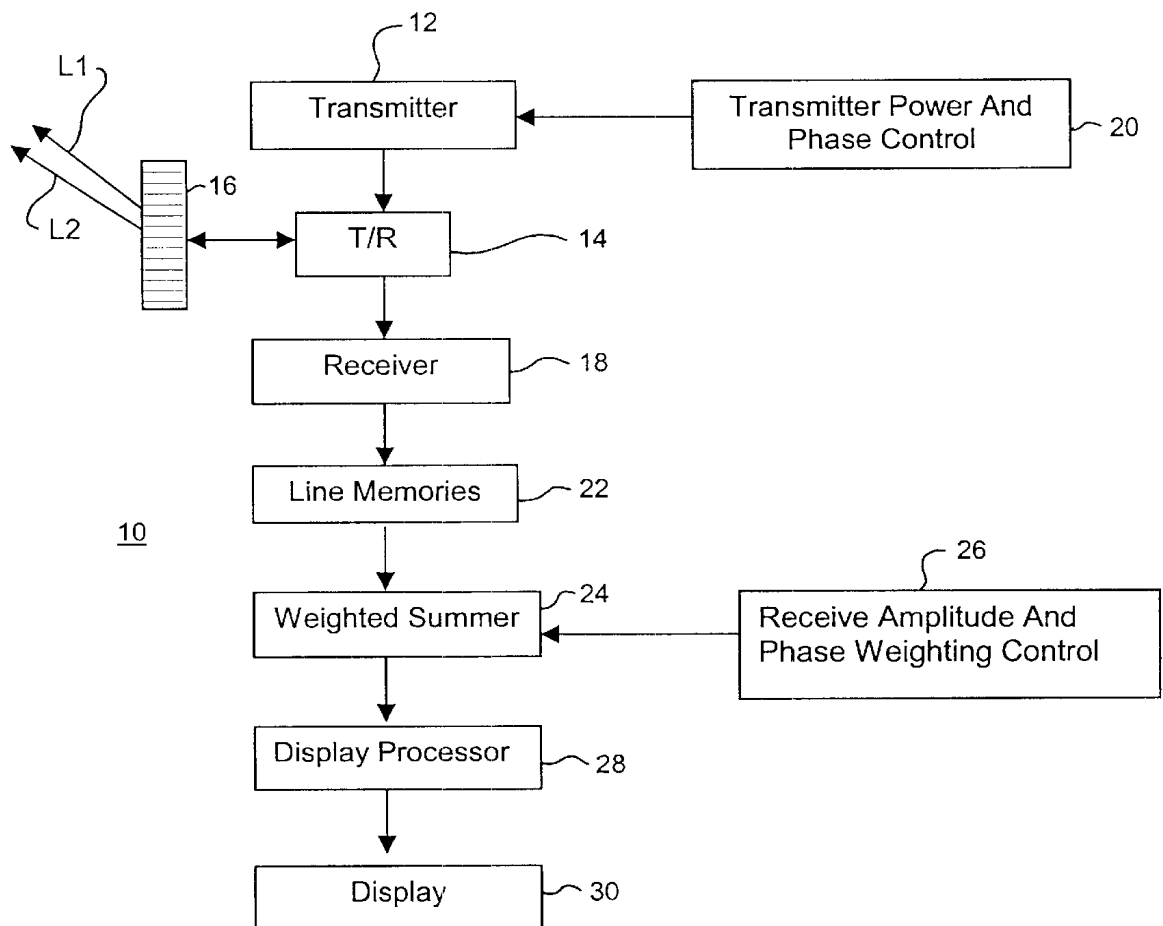 12
L1
Transmitter
Transmitter Power And
Phase Control
20
16
L2
T/R
14
Receiver
18
Line Memories
22
10
26
Weighted Summer
24
Receive Amplitude And
Phase Weighting Control
Display Processor
28
Display
30